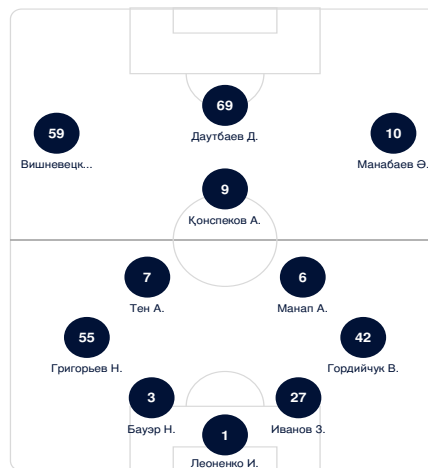 69
59
10
Даутбаев Д.
Вишневецк...
Манабаев Ə.
9
Қонспеков А.
7
6
Тен А.
Манап А.
55
42
Григорьев Н.
Гордийчук В.
3
27
Бауэр Н.
1
Иванов З.
Леоненко И.